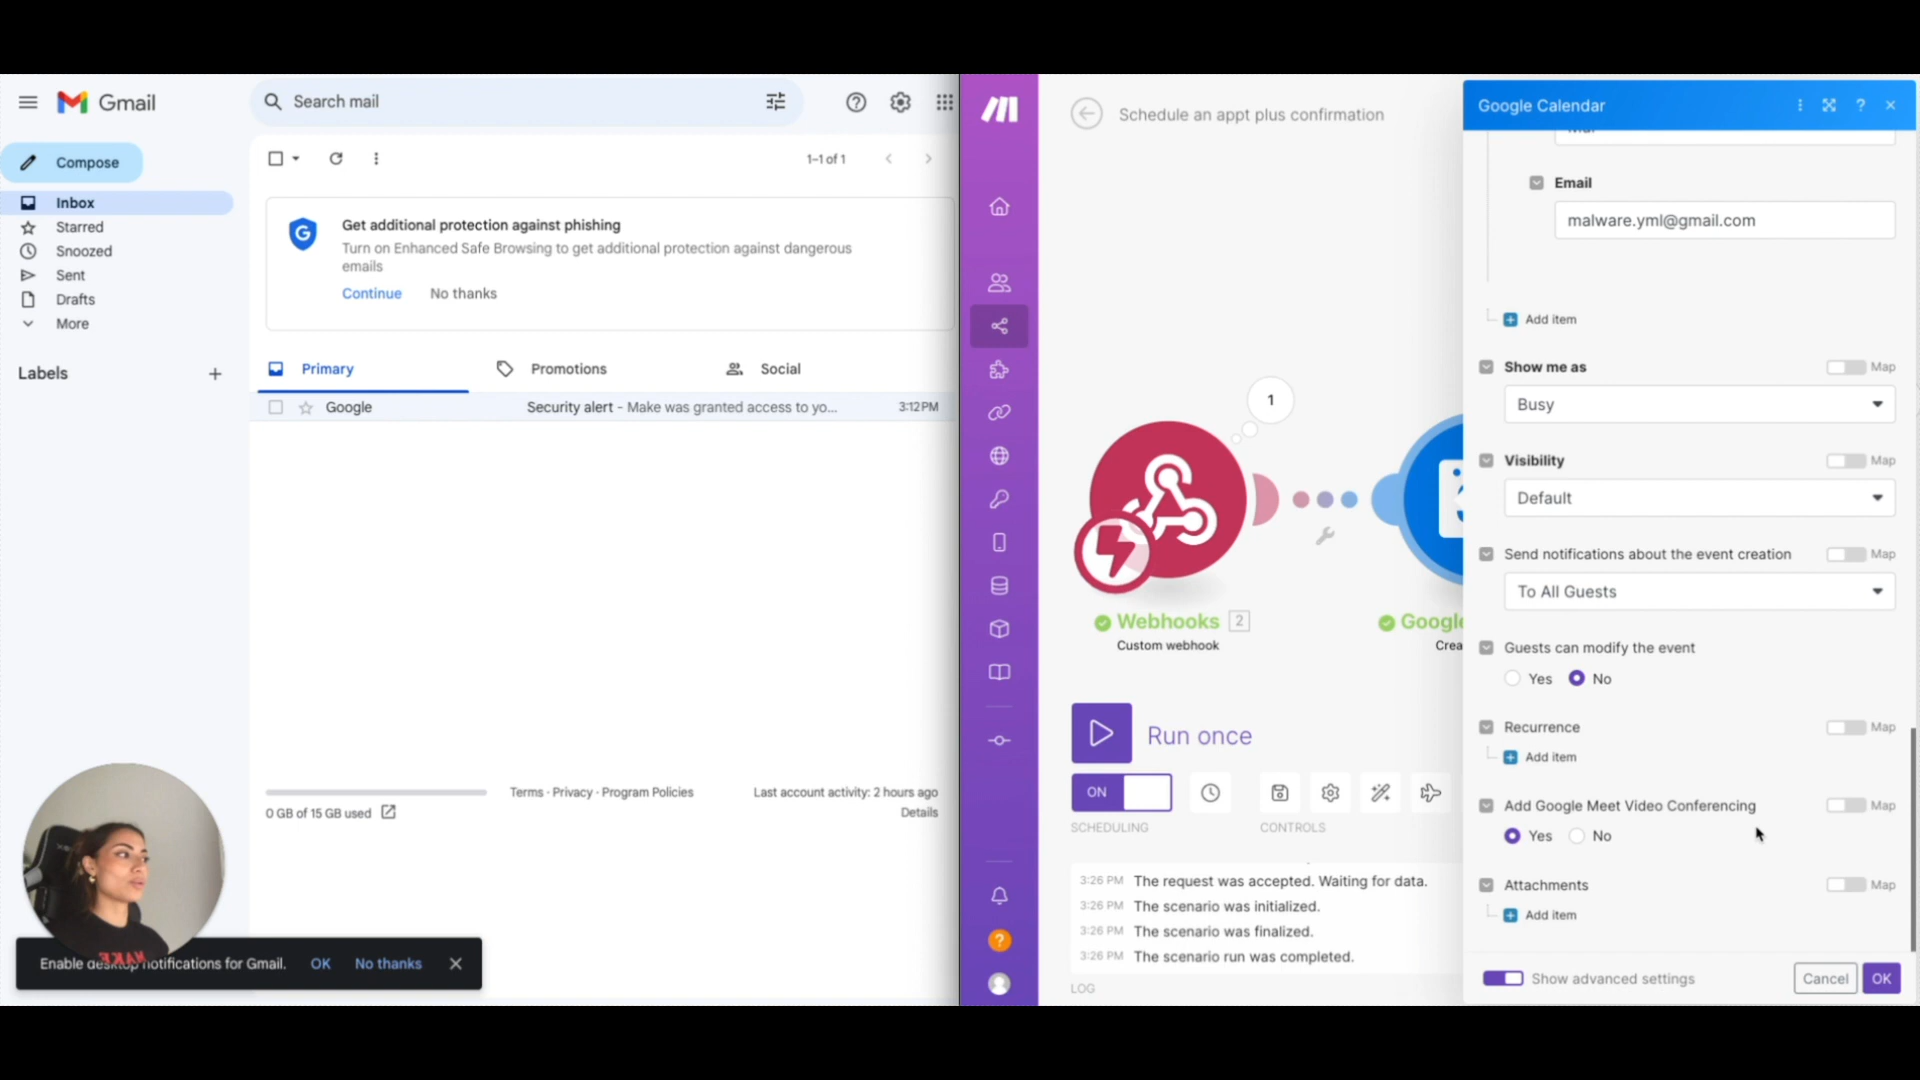 Gmail
Search mail
Compose
1–1 of 1
Inbox
Starred
Snoozed
Sent
Drafts
More
Labels
Get additional protection against phishing
Turn on Enhanced Safe Browsing to get additional protection against dangerous
emails
Continue No thanks
Primary Promotions Social
Google Security alert - Make was granted access to yo... 3:12 PM
0 GB of 15 GB used
Terms · Privacy · Program Policies
Last account activity: 2 hours ago
Details
Enable desktop notifications for Gmail. OK No thanks
Schedule an appt plus confirmation
1
Webhooks 2
Custom webhook
Google
Crea
Run once
ON
SCHEDULING
CONTROLS
3:26 PM The request was accepted. Waiting for data.
3:26 PM The scenario was initialized.
3:26 PM The scenario was finalized.
3:26 PM The scenario run was completed.
LOG
Google Calendar
Email
malware.yml@gmail.com
Add item
Show me as Map
Busy
Visibility Map
Default
Send notifications about the event creation Map
To All Guests
Guests can modify the event
Yes No
Recurrence Map
Add item
Add Google Meet Video Conferencing Map
Yes No
Attachments Map
Add item
Show advanced settings Cancel OK